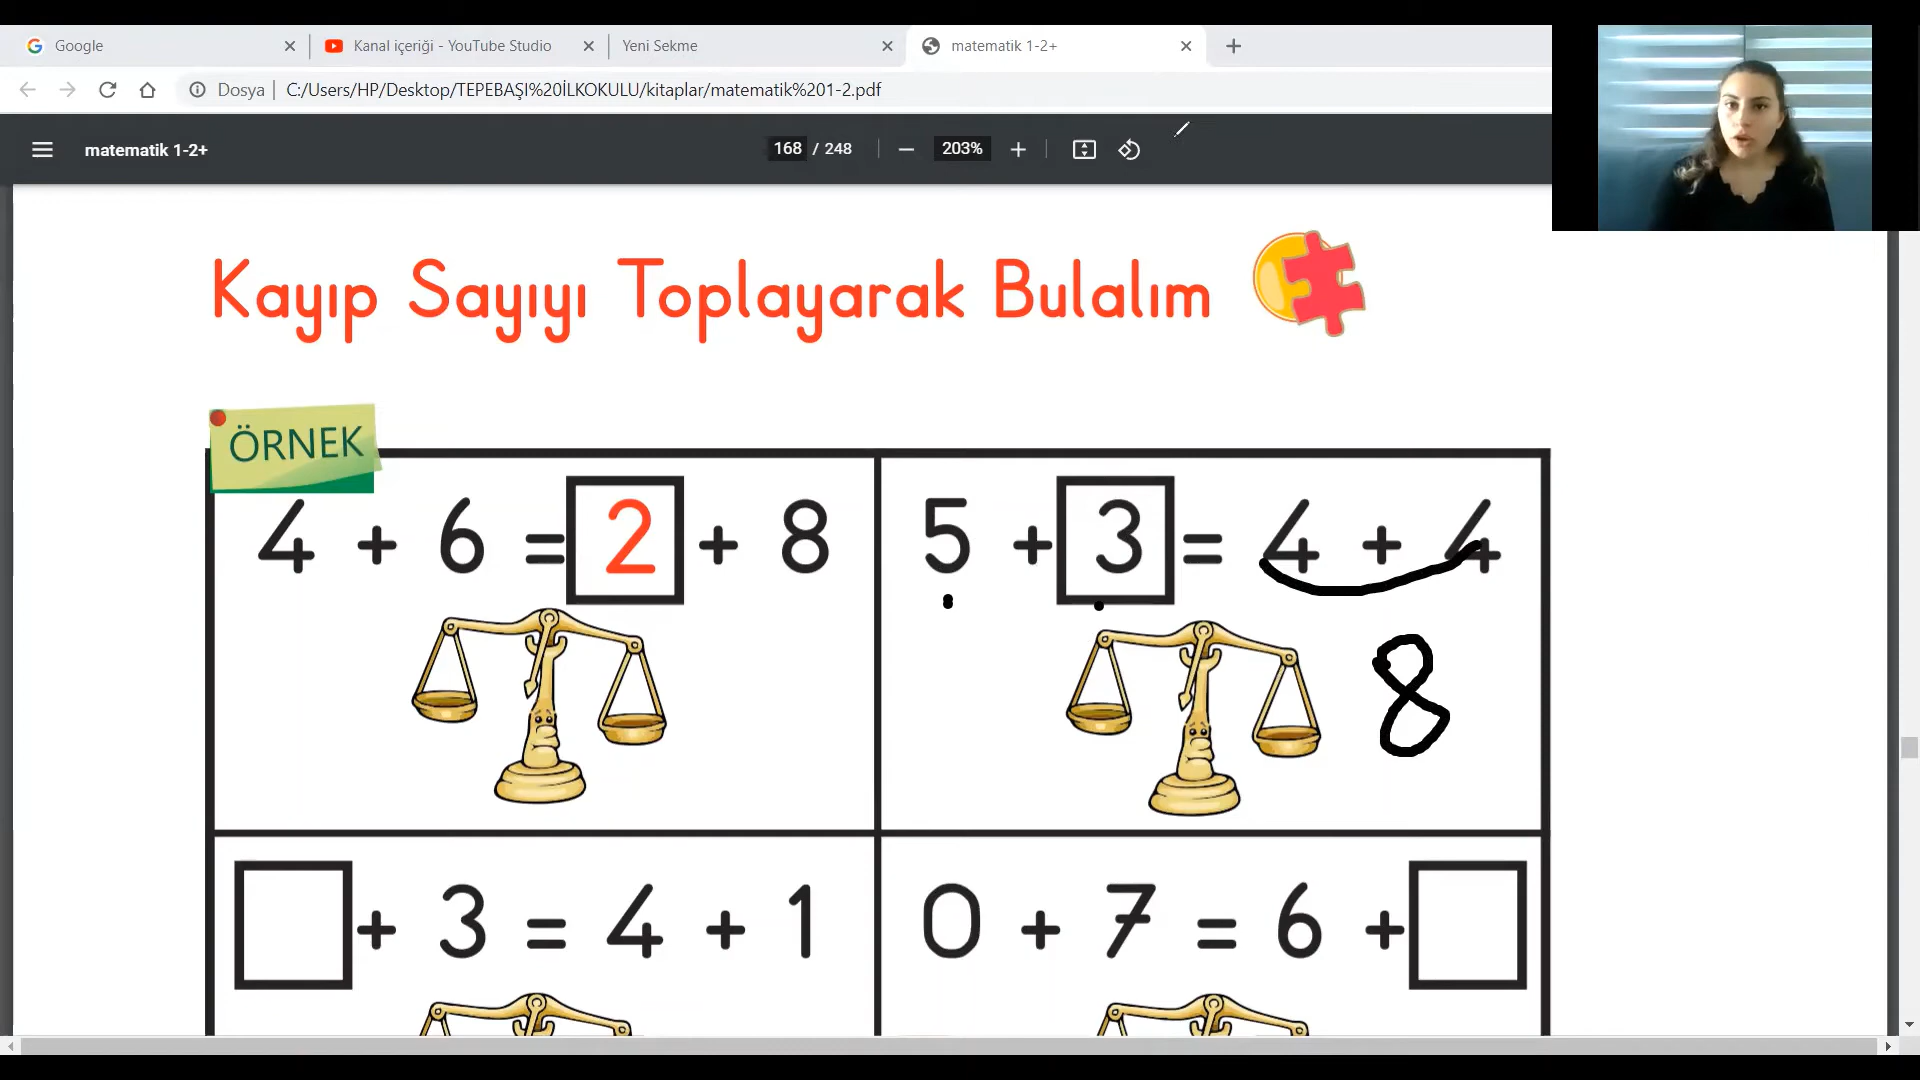 Google
Kanal içeriği - YouTube Studio
Yeni Sekme
matematik 1-2+
Dosya
C:/Users/HP/Desktop/TEPEBAŞI%20İLKOKULU/kitaplar/matematik%201-2.pdf
matematik 1-2+
168 / 248
203%
Kayıp Sayıyı Toplayarak Bulalım
ÖRNEK
4 + 6 = 2 + 8
5 + 3 = 4 + 4
8
+ 3 = 4 + 1
0 + 7 = 6 +